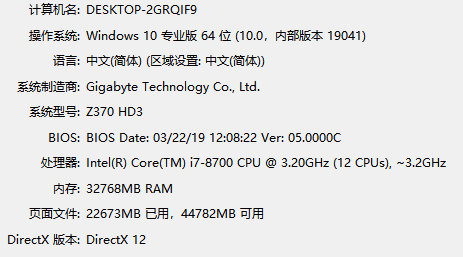 计算机名: DESKTOP-2GRQIF9
操作系统: Windows 10 专业版 64 位 (10.0，内部版本 19041)
语言: 中文(简体) (区域设置: 中文(简体))
系统制造商: Gigabyte Technology Co., Ltd.
系统型号: Z370 HD3
BIOS: BIOS Date: 03/22/19 12:08:22 Ver: 05.0000C
处理器: Intel(R) Core(TM) i7-8700 CPU @ 3.20GHz (12 CPUs), ~3.2GHz
内存: 32768MB RAM
页面文件: 22673MB 已用，44782MB 可用
DirectX 版本: DirectX 12